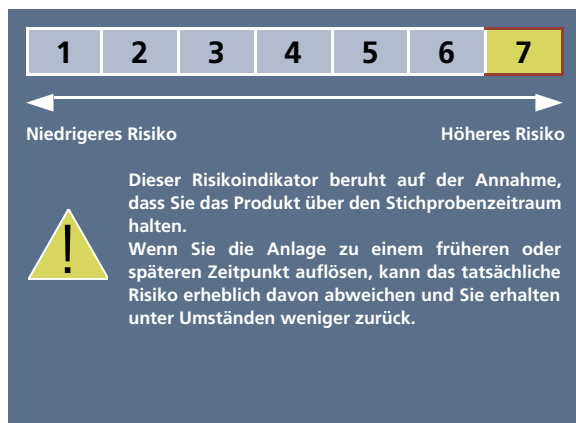 1 2 3 4 5 6 7
Niedrigeres Risiko Höheres Risiko
Dieser Risikoindikator beruht auf der Annahme,
dass Sie das Produkt über den Stichprobenzeitraum
halten.
Wenn Sie die Anlage zu einem früheren oder
späteren Zeitpunkt auflösen, kann das tatsächliche
Risiko erheblich davon abweichen und Sie erhalten
unter Umständen weniger zurück.
!